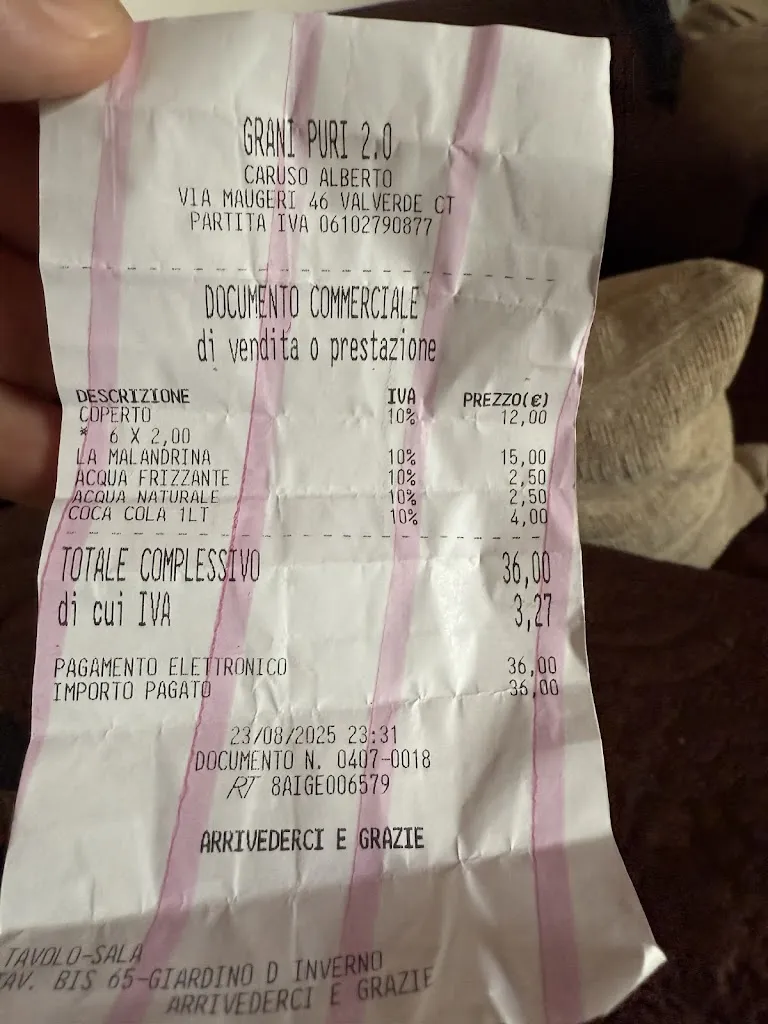 GRANI PURI 2.0
CARUSO ALBERTO
VIA MAUGERI 46 VALVERDE CT
PARTITA IVA 06102790877
DOCUMENTO COMMERCIALE
di vendita o prestazione
DESCRIZIONE IVA PREZZO(€)
COPERTO 10% 12,00
* 6 X 2,00
LA MALANDRINA 10% 15,00
ACQUA FRIZZANTE 10% 2,50
ACQUA NATURALE 10% 2,50
COCA COLA 1LT 10% 4,00
TOTALE COMPLESSIVO 36,00
di cui IVA 3,27
PAGAMENTO ELETTRONICO 36,00
IMPORTO PAGATO 36,00
23/08/2025 23:31
DOCUMENTO N. 0407-0018
RT 8AIGE006579
ARRIVEDERCI E GRAZIE
TAVOLO-SALA
TAV. BIS 65-GIARDINO D INVERNO
ARRIVEDERCI E GRAZIE